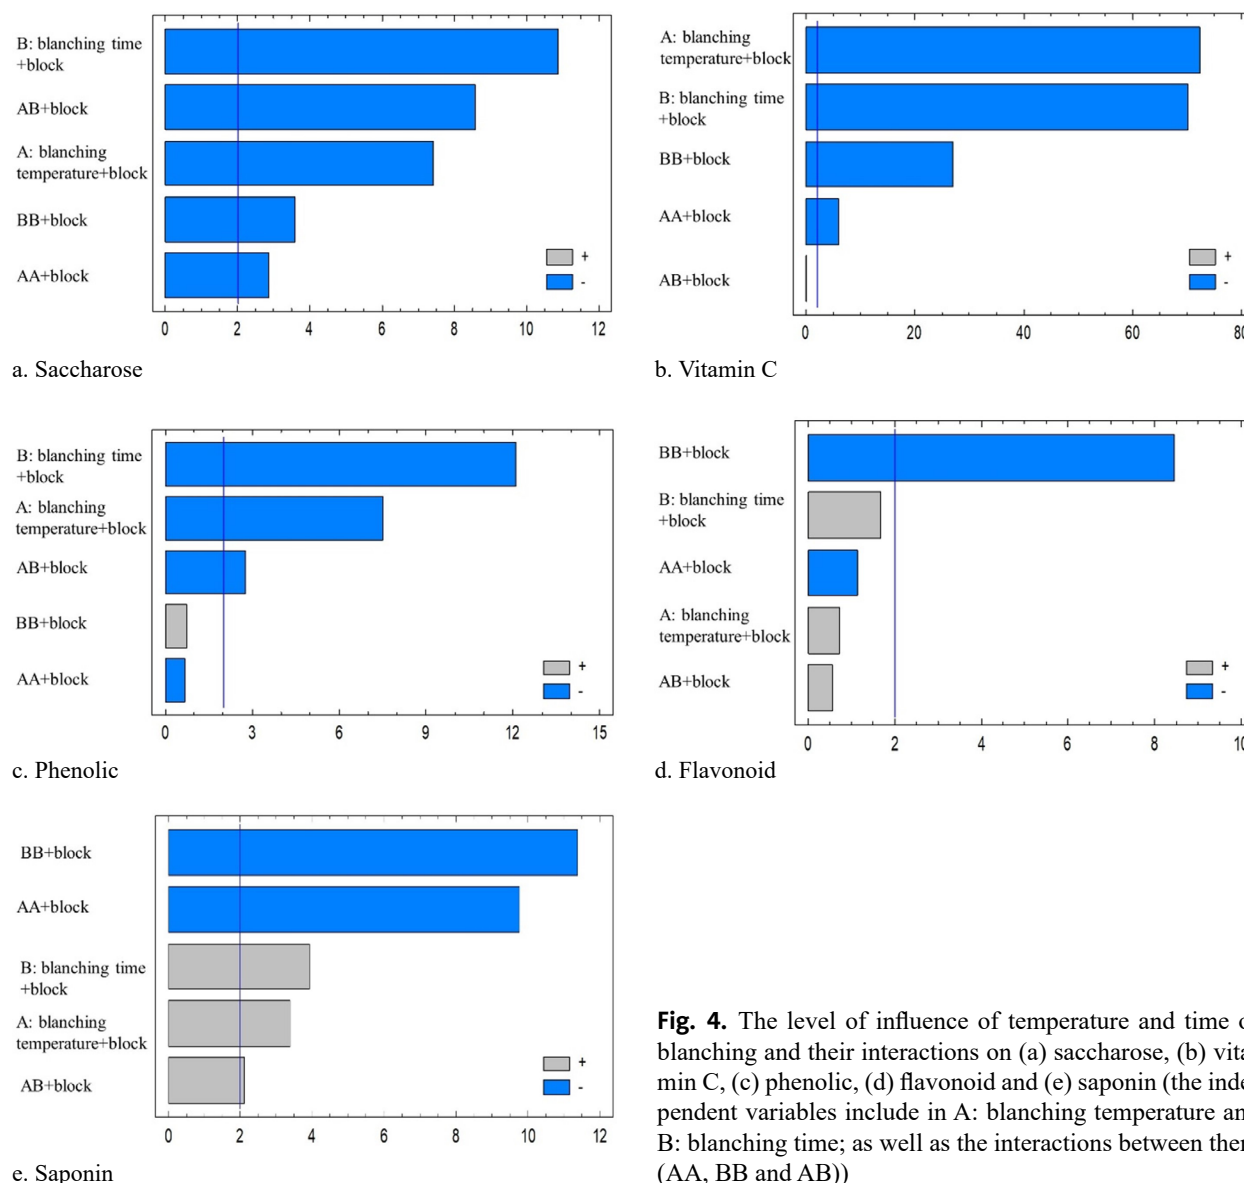 B: blanching time
+block
AB+block
A: blanching
temperature+block
BB+block
AA+block
+
-
0 2 4 6 8 10 12
a. Saccharose
A: blanching
temperature+block
B: blanching time
+block
BB+block
AA+block
AB+block
+
-
0 20 40 60 80
b. Vitamin C
B: blanching time
+block
A: blanching
temperature+block
AB+block
BB+block
AA+block
+
-
0 3 6 9 12 15
c. Phenolic
BB+block
B: blanching time
+block
AA+block
A: blanching
temperature+block
AB+block
+
-
0 2 4 6 8 10
d. Flavonoid
BB+block
AA+block
B: blanching time
+block
A: blanching
temperature+block
AB+block
+
-
0 2 4 6 8 10 12
e. Saponin
Fig. 4. The level of influence of temperature and time o
blanching and their interactions on (a) saccharose, (b) vita
min C, (c) phenolic, (d) flavonoid and (e) saponin (the inde
pendent variables include in A: blanching temperature an
B: blanching time; as well as the interactions between ther
(AA, BB and AB))